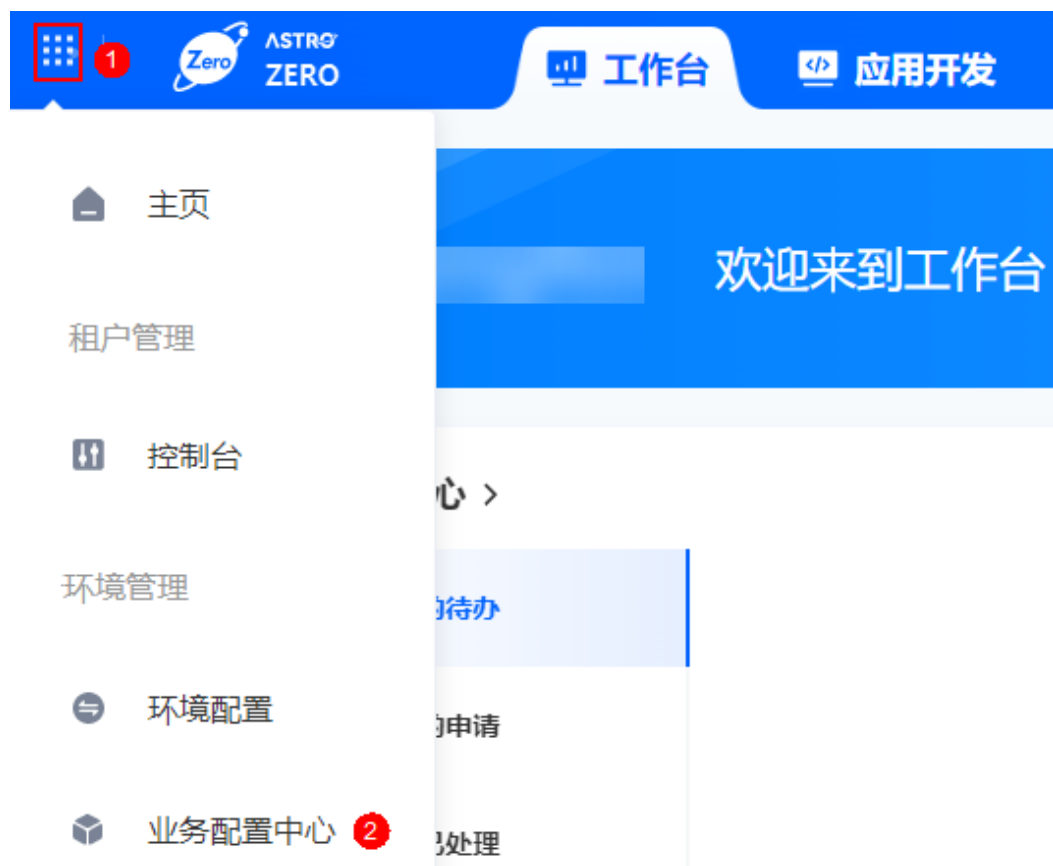 1
Zero
ASTRO
ZERO
工作台
应用开发
主页
欢迎来到工作台
租户管理
控制台
心 >
环境管理
待办
环境配置
申请
业务配置中心 2
处理